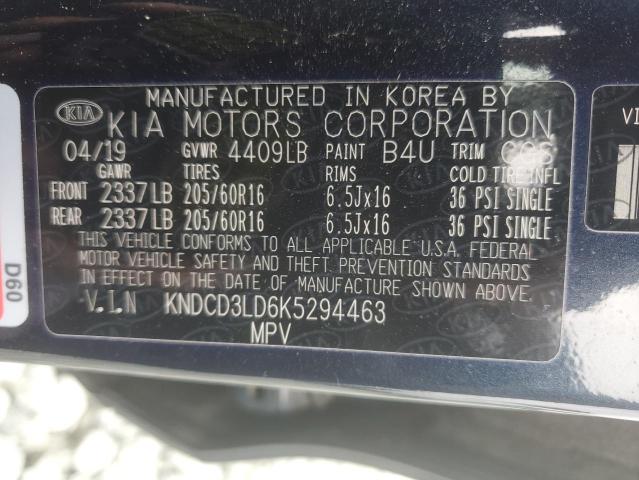 MANUFACTURED IN KOREA BY
KIA KIA MOTORS CORPORATION
04/19 GVWR 4409LB PAINT B4U TRIM
GAWR TIRES RIMS COLD TIRE INFL
FRONT 2337LB 205/60R16 6.5Jx16 36 PSI SINGLE
REAR 2337LB 205/60R16 6.5Jx16 36 PSI SINGLE
THIS VEHICLE CONFORMS TO ALL APPLICABLE U.S.A. FEDERAL
MOTOR VEHICLE SAFETY AND THEFT PREVENTION STANDARDS
IN EFFECT ON THE DATE OF MANUFACTURE SHOWN ABOVE.
V.I.N KNDCD3LD6K5294463
MPV
D60
VI